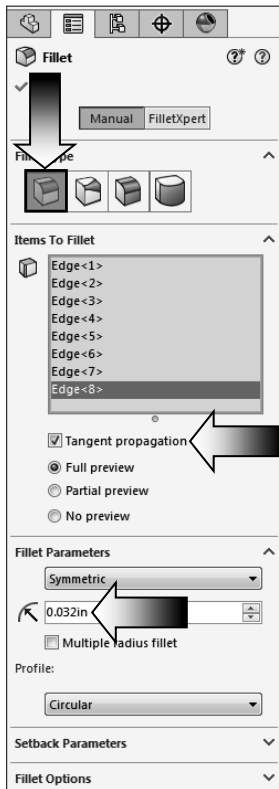 Fillet
Manual FilletXpert
Items To Fillet
Edge<1>
Edge<2>
Edge<3>
Edge<4>
Edge<5>
Edge<6>
Edge<7>
Edge<8>
Tangent propagation
Full preview
Partial preview
No preview
Fillet Parameters
Symmetric
0.032in
Multiple radius fillet
Profile:
Circular
Setback Parameters
Fillet Options